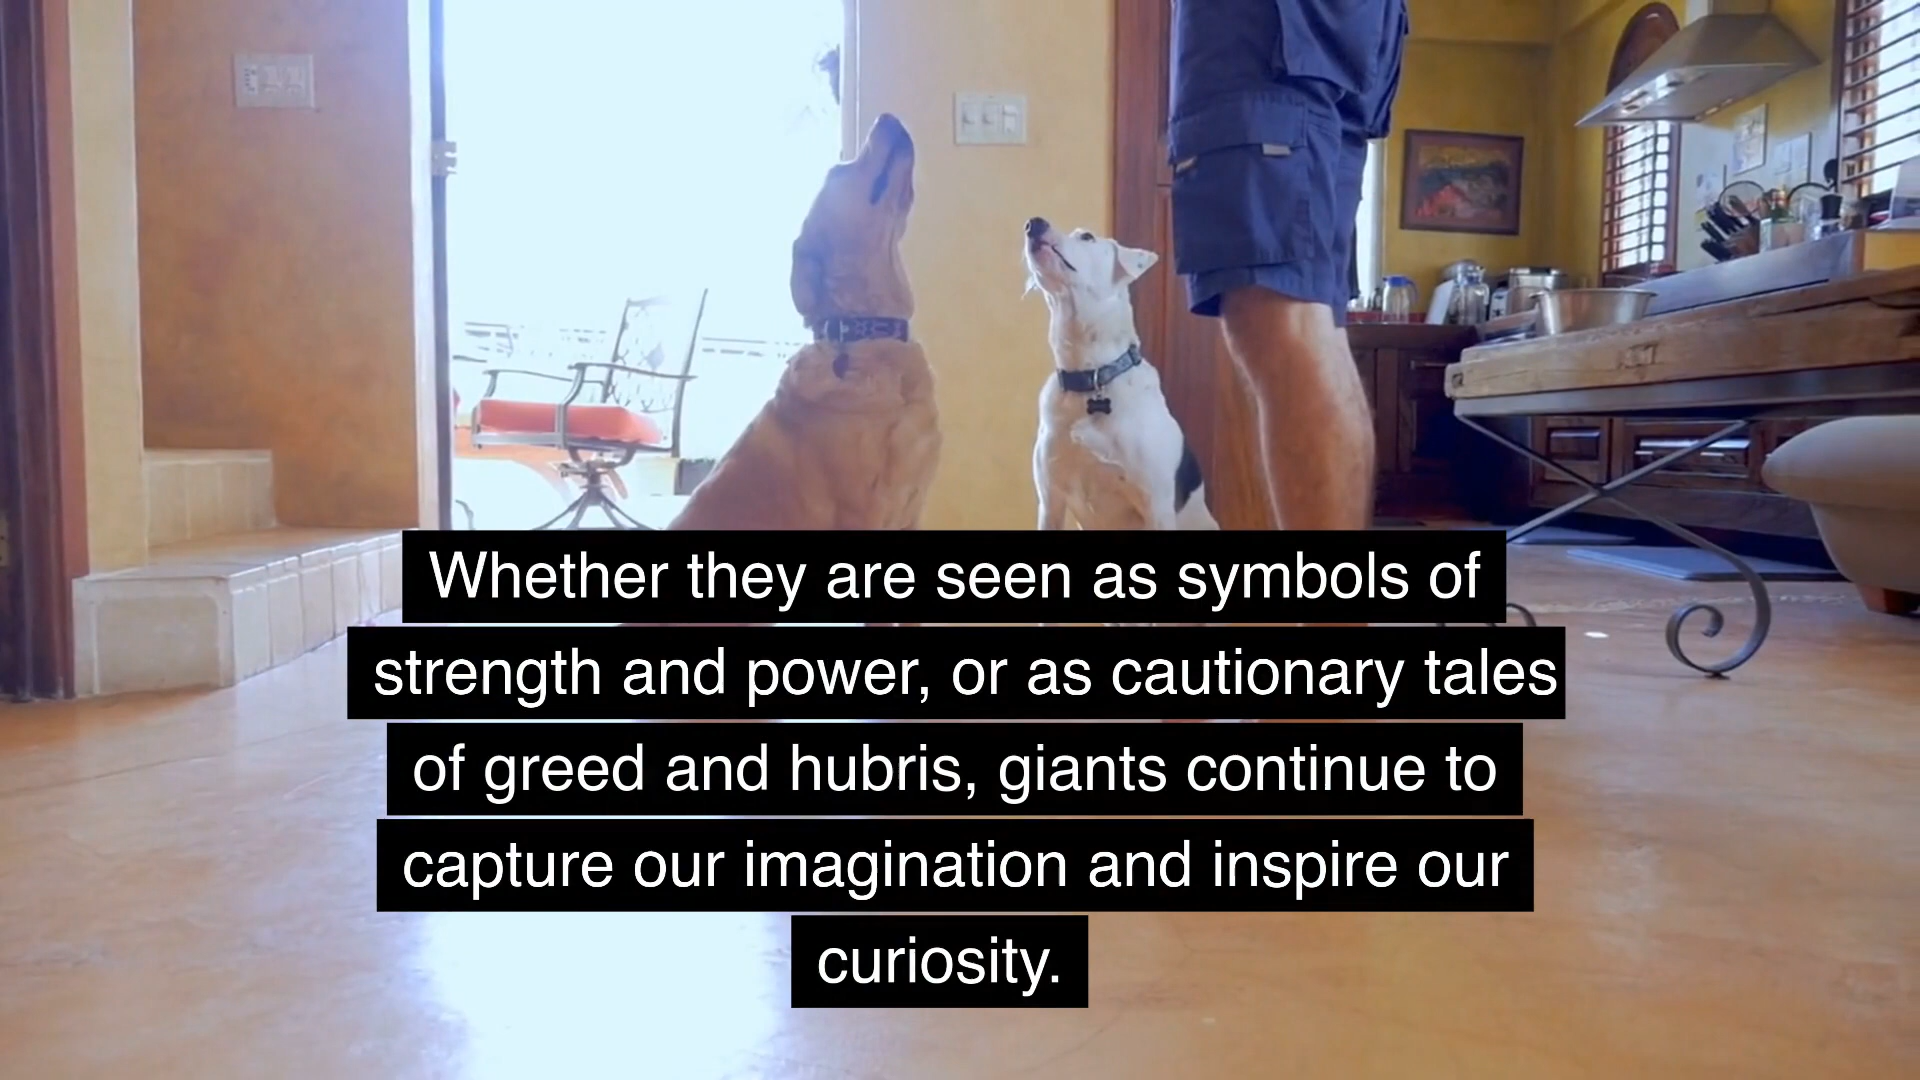 Whether they are seen as symbols of
strength and power, or as cautionary tales
of greed and hubris, giants continue to
capture our imagination and inspire our
curiosity.